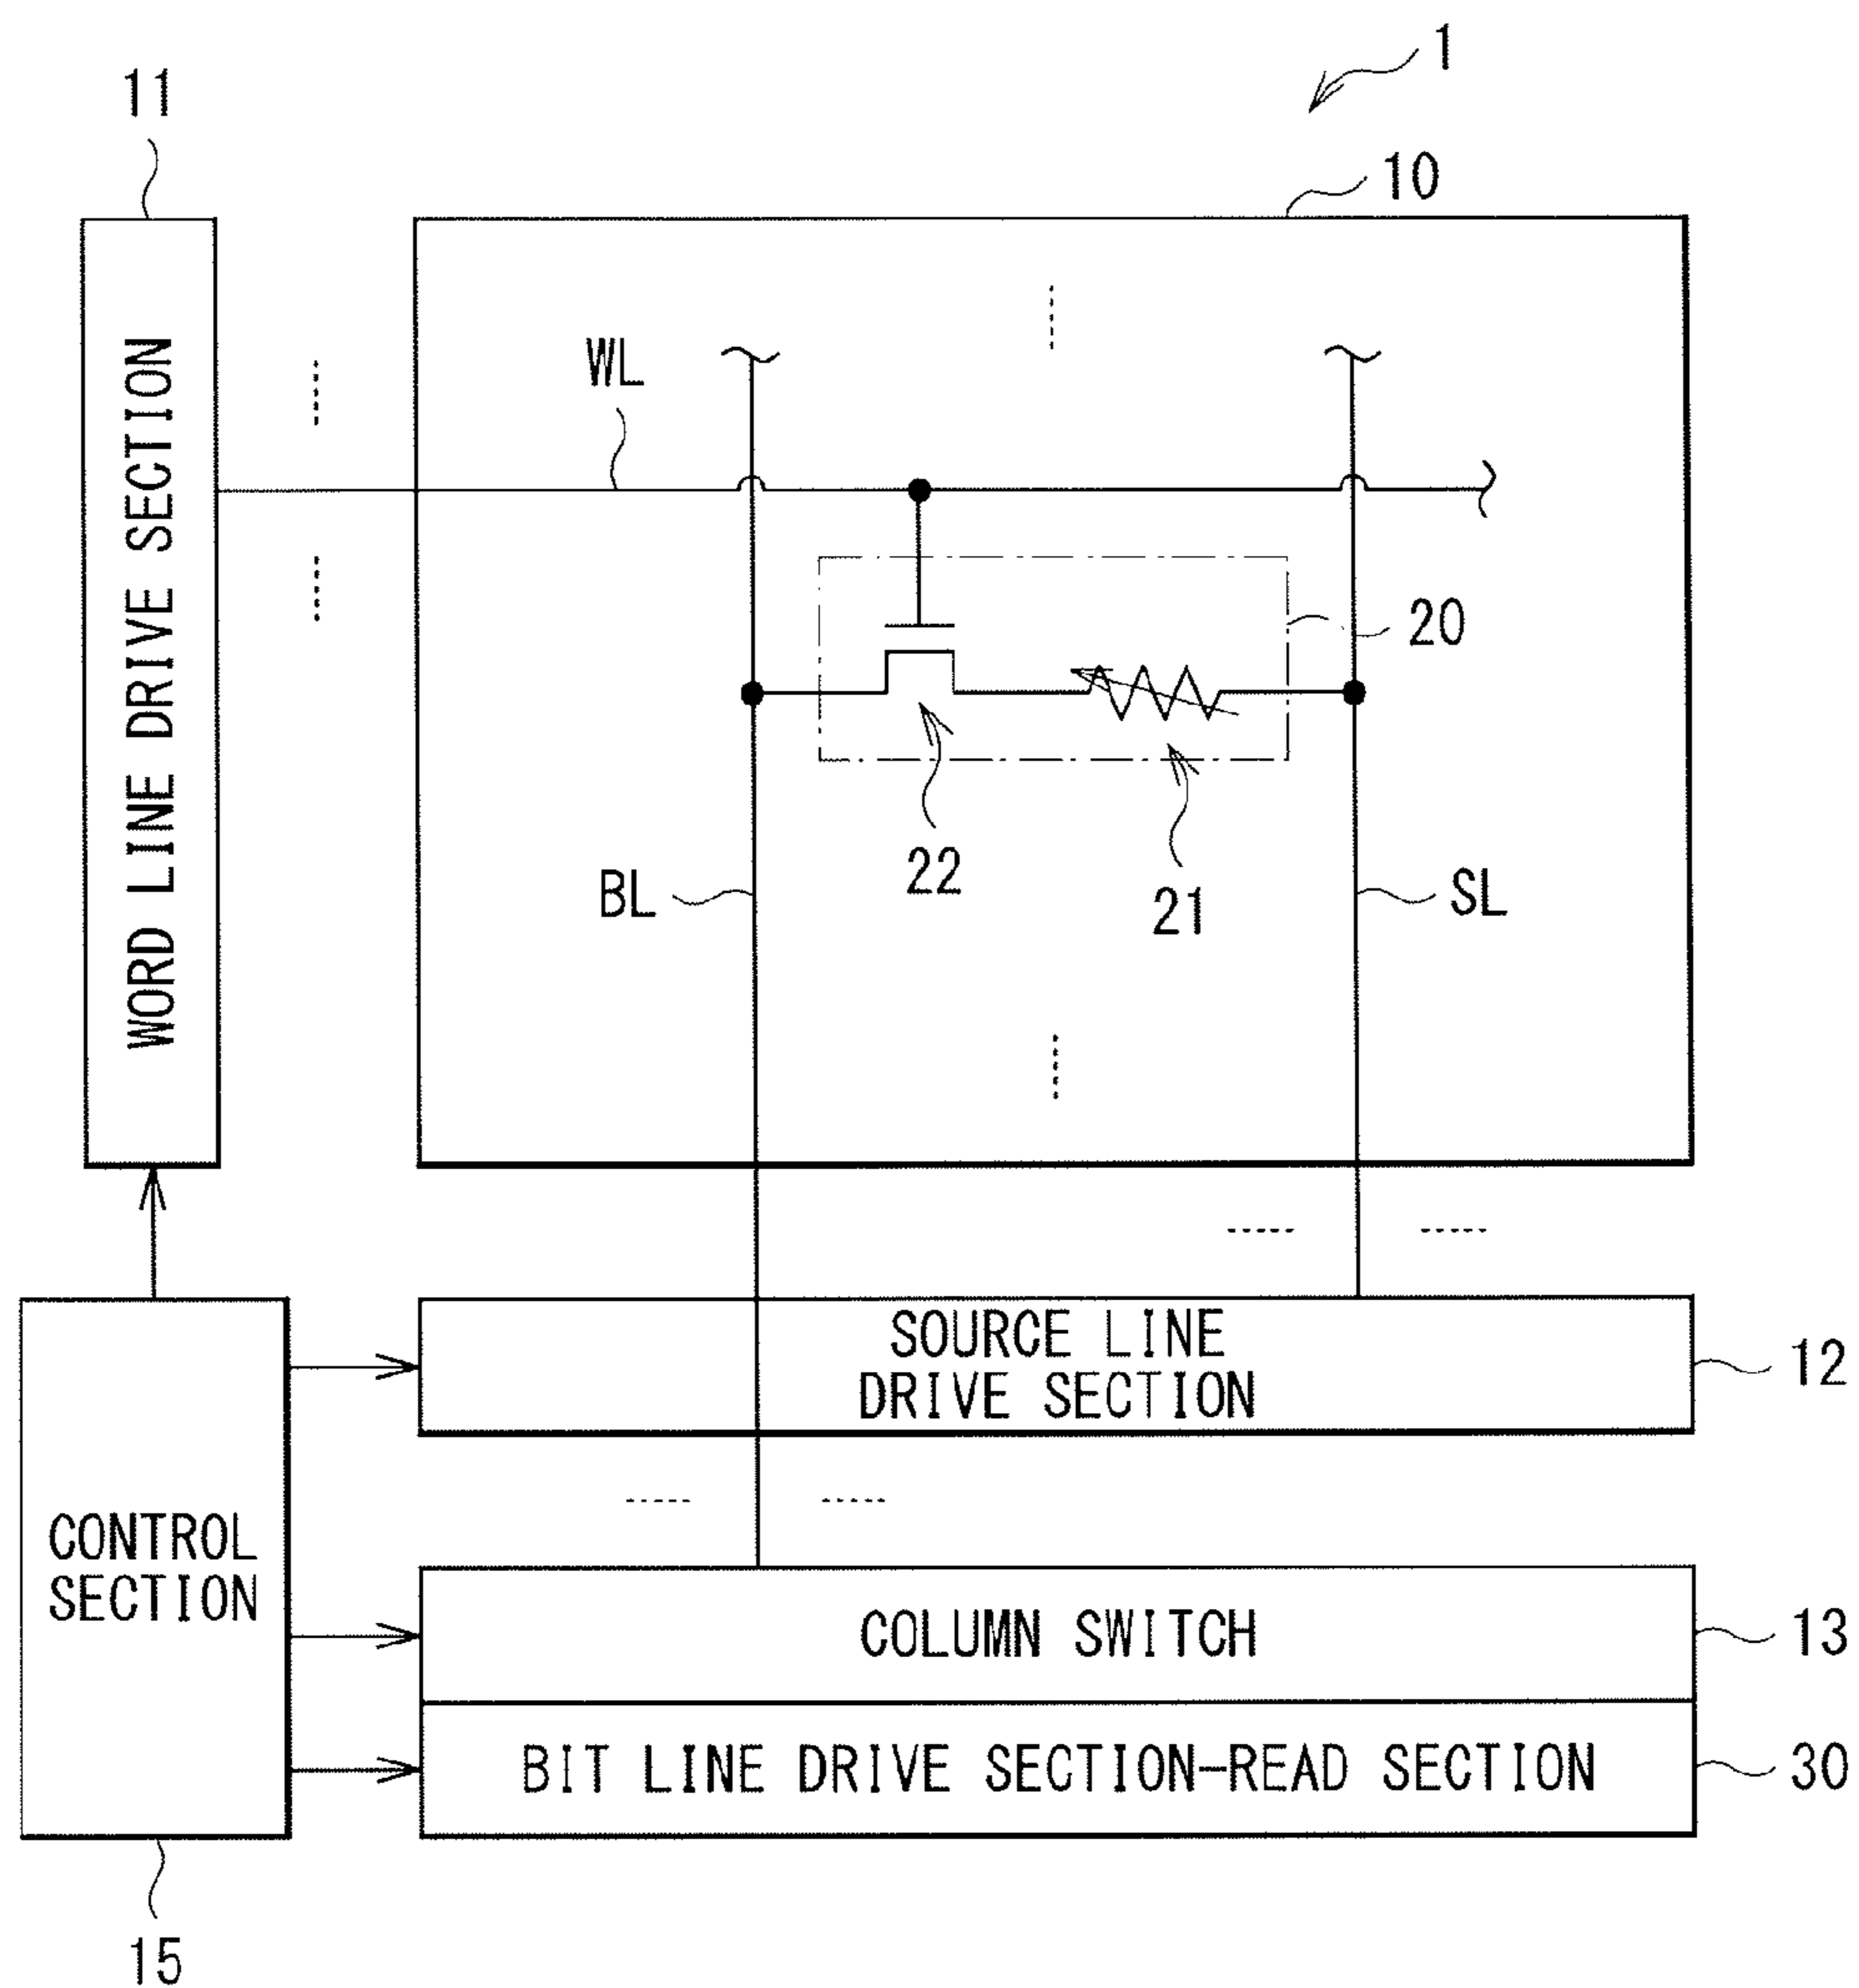 1
11
10
WORD LINE DRIVE SECTION
WL
20
22
21
BL
SL
SOURCE LINE
DRIVE SECTION
12
CONTROL
SECTION
COLUMN SWITCH
13
BIT LINE DRIVE SECTION-READ SECTION
30
15